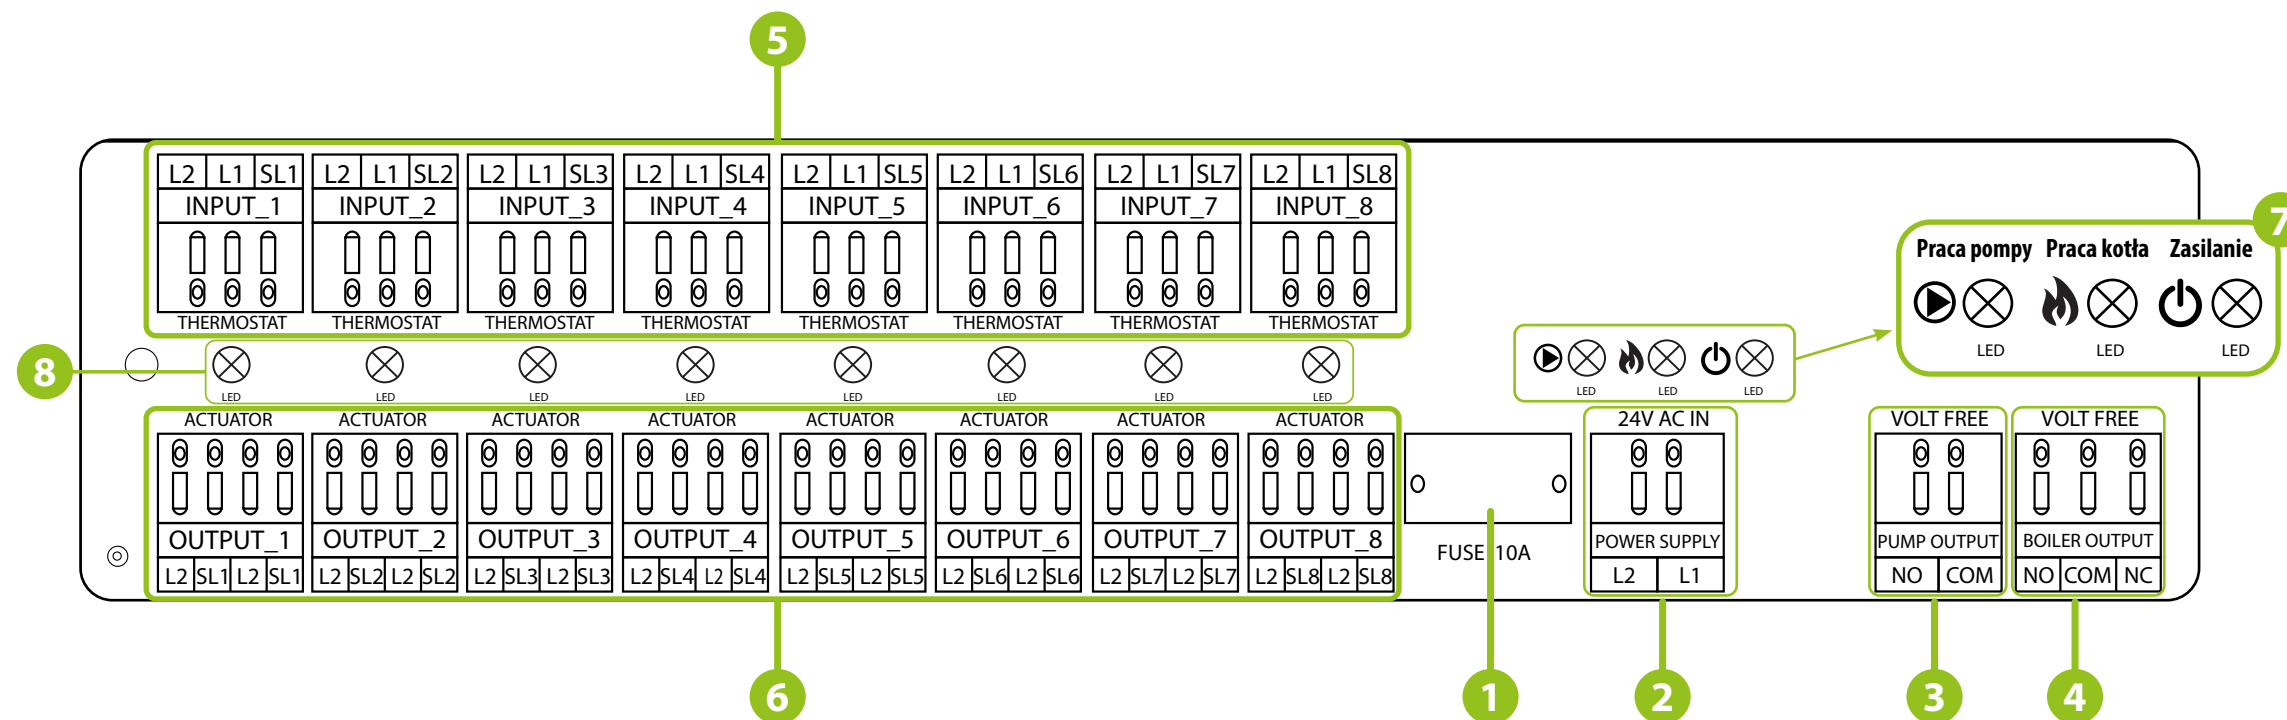 5
L2 L1 SL1 L2 L1 SL2 L2 L1 SL3 L2 L1 SL4 L2 L1 SL5 L2 L1 SL6 L2 L1 SL7 L2 L1 SL8
INPUT_1 INPUT_2 INPUT_3 INPUT_4 INPUT_5 INPUT_6 INPUT_7 INPUT_8
THERMOSTAT THERMOSTAT THERMOSTAT THERMOSTAT THERMOSTAT THERMOSTAT THERMOSTAT THERMOSTAT
7
Praca pompy Praca kotła Zasilanie
LED LED LED
8
LED LED LED LED LED LED LED LED
LED LED LED
ACTUATOR ACTUATOR ACTUATOR ACTUATOR ACTUATOR ACTUATOR ACTUATOR ACTUATOR
24V AC IN VOLT FREE VOLT FREE
OUTPUT_1 OUTPUT_2 OUTPUT_3 OUTPUT_4 OUTPUT_5 OUTPUT_6 OUTPUT_7 OUTPUT_8
FUSE 10A
POWER SUPPLY PUMP OUTPUT BOILER OUTPUT
L2 SL1 L2 SL1 L2 SL2 L2 SL2 L2 SL3 L2 SL3 L2 SL4 L2 SL4 L2 SL5 L2 SL5 L2 SL6 L2 SL6 L2 SL7 L2 SL7 L2 SL8 L2 SL8
L2 L1 NO COM NO COM NC
6 1 2 3 4